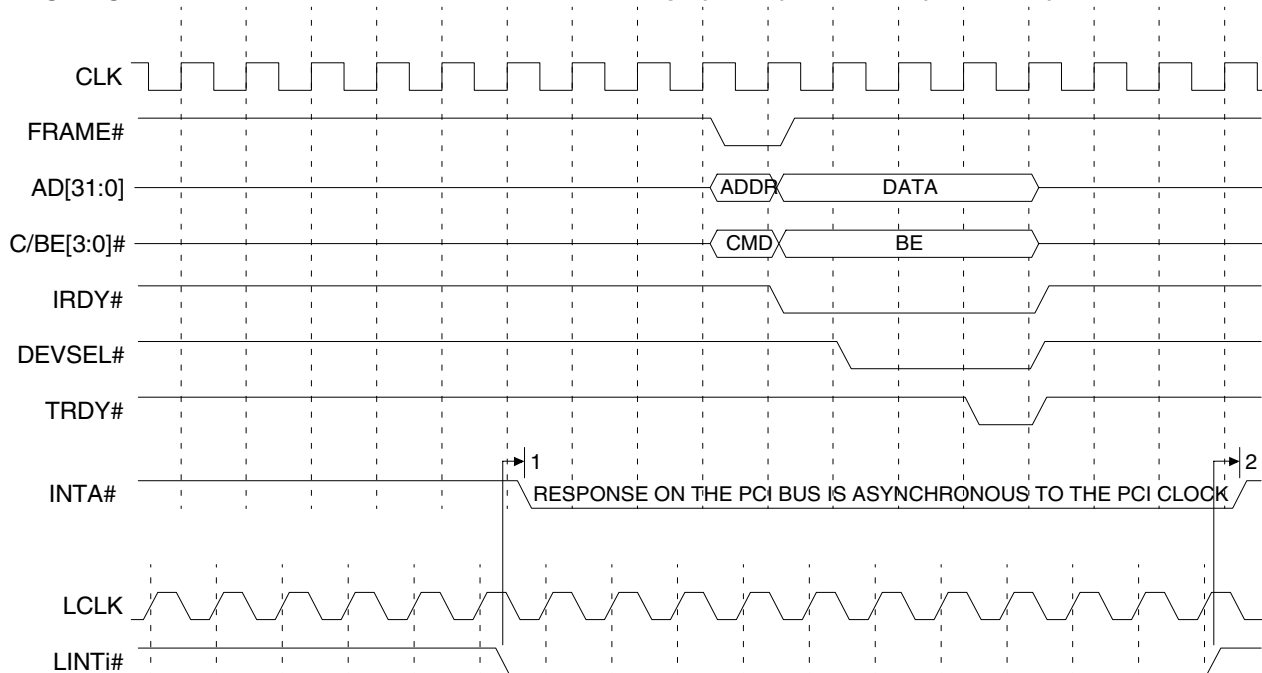 CLK
FRAME#
AD[31:0] ADDR DATA
C/BE[3:0]# CMD BE
IRDY#
DEVSEL#
TRDY#
1 2
INTA# RESPONSE ON THE PCI BUS IS ASYNCHRONOUS TO THE PCI CLOCK
LCLK
LINTi#